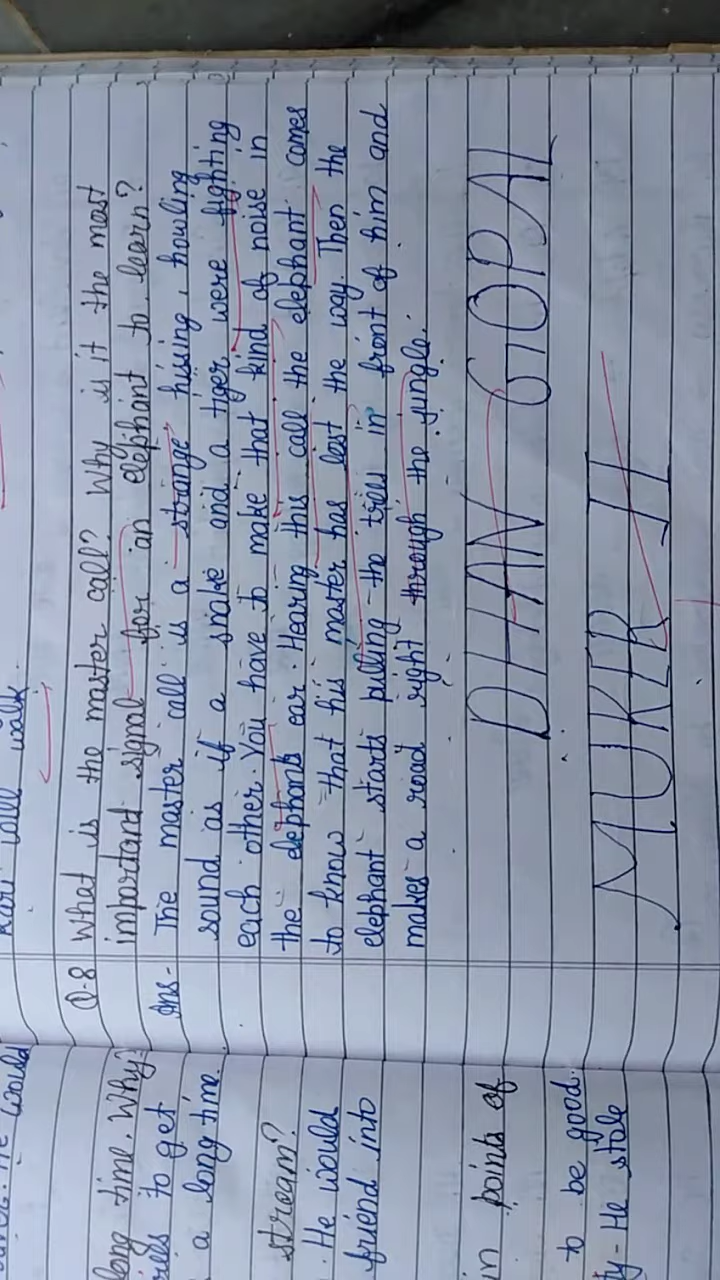 Kari will walk.
Q-8 What is the master call? Why is it the most
important signal for an elephant to learn?
Ans- The master call is a strange hissing, howling
sound as if a snake and a tiger were fighting
each other. You have to make that kind of noise in
the elephants ear. Hearing this call the elephant comes
to know that his master has lost the way. Then the
elephant starts pulling the trees in front of him and
makes a road right through the jungle.
DHAN GOPAL
MUKERJI
would
long time. Why?
to get
a long time.
stream?
He would
friend into
in points of
to be good.
He stole